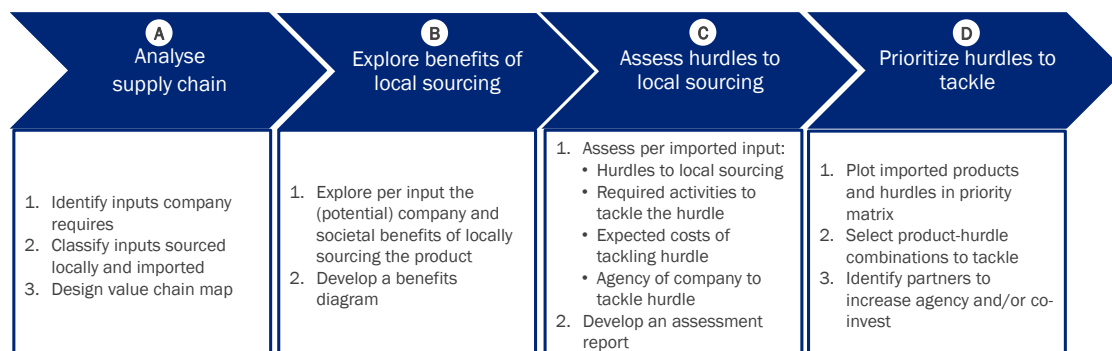 A
Analyse
supply chain
1. Identify inputs company
requires
2. Classify inputs sourced
locally and imported
3. Design value chain map
B
Explore benefits of
local sourcing
1. Explore per input the
(potential) company and
societal benefits of locally
sourcing the product
2. Develop a benefits
diagram
C
Assess hurdles to
local sourcing
1. Assess per imported input:
• Hurdles to local sourcing
• Required activities to
tackle the hurdle
• Expected costs of
tackling hurdle
• Agency of company to
tackle hurdle
2. Develop an assessment
report
D
Prioritize hurdles to
tackle
1. Plot imported products
and hurdles in priority
matrix
2. Select product-hurdle
combinations to tackle
3. Identify partners to
increase agency and/or co-
invest